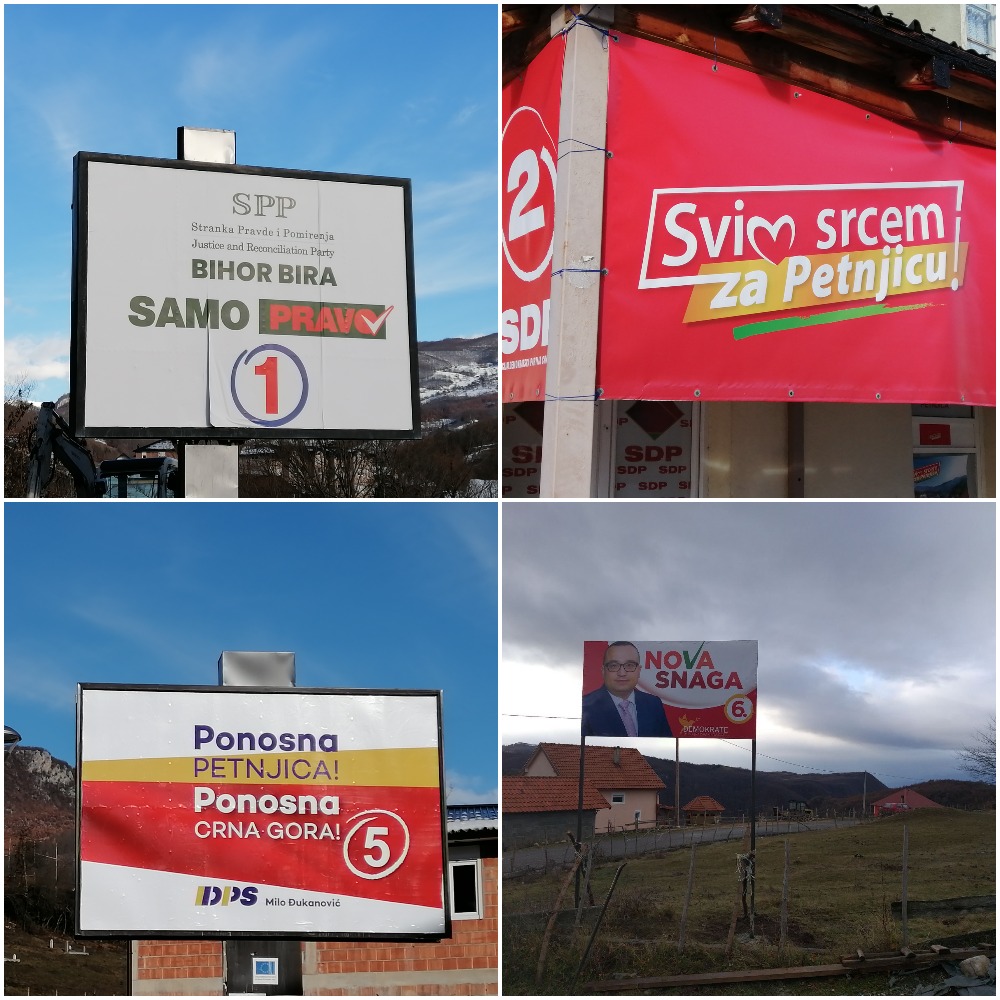 SPP
Stranka Pravde i Pomirenja
Justice and Reconciliation Party
BIHOR BIRA
SAMO PRAVO
1
2
SDP
Svim srcem
za Petnjicu!
SDP
SDP SDP
SDP
Ponosna
PETNJICA!
Ponosna
CRNA GORA!
5
DPS Milo Đukanović
NOVA
SNAGA
6.
DEMOKRATE